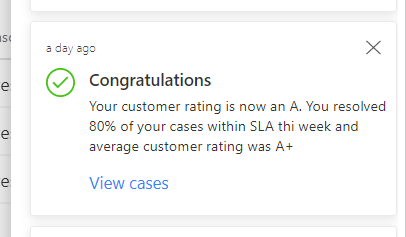 a day ago
Congratulations
Your customer rating is now an A. You resolved
80% of your cases within SLA thi week and
average customer rating was A+
View cases